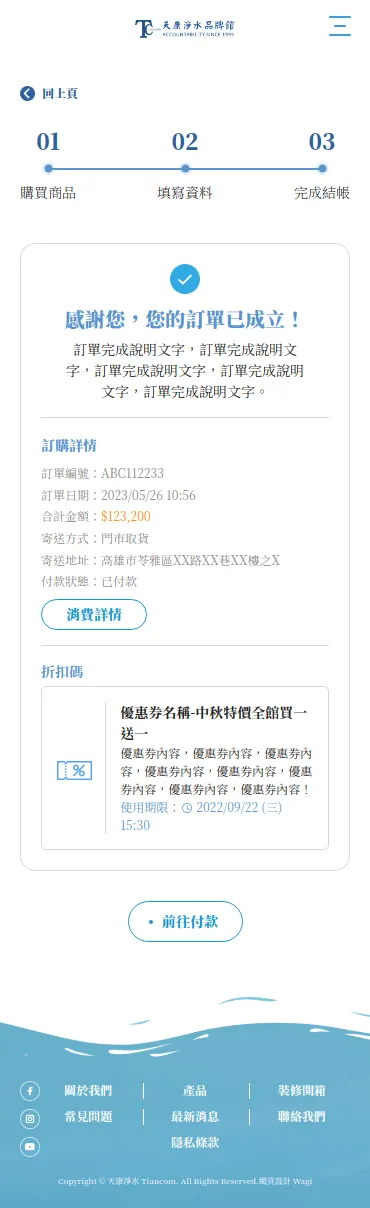 天康淨水品牌館
ACCOUNTABILITY.SINCE 1995
回上頁
01 02 03
購買商品 填寫資料 完成結帳
感謝您，您的訂單已成立！
訂單完成說明文字，訂單完成說明文
字，訂單完成說明文字，訂單完成說明
文字，訂單完成說明文字。
訂購詳情
訂單編號：ABC112233
訂單日期：2023/05/26 10:56
合計金額：$123,200
寄送方式：門市取貨
寄送地址：高雄市苓雅區XX路XX巷XX樓之X
付款狀態：已付款
消費詳情
折扣碼
優惠券名稱-中秋特價全館買一
送一
優惠券內容，優惠券內容，優惠券內
容，優惠券內容，優惠券內容，優惠
券內容，優惠券內容，優惠券內容！
使用期限： 2022/09/22 (三)
15:30
• 前往付款
關於我們 產品 裝修開箱
常見問題 最新消息 聯絡我們
隱私條款
Copyright © 天康淨水 Tiancom. All Rights Reserved.網頁設計 Wagi